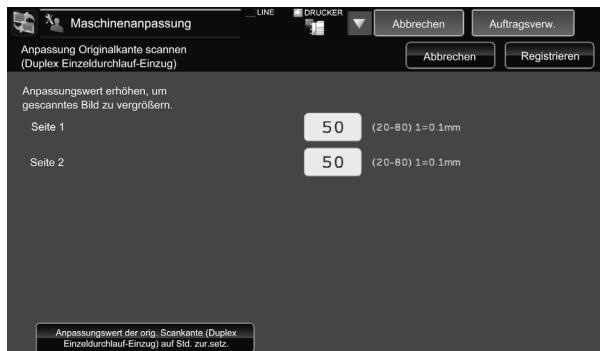 Maschinenanpassung
LINE
DRUCKER
Abbrechen
Auftragsverw.
Anpassung Originalkante scannen
(Duplex Einzeldurchlauf-Einzug)
Abbrechen
Registrieren
Anpassungswert erhöhen, um
gescanntes Bild zu vergrößern.
Seite 1
50
(20-80) 1=0.1mm
Seite 2
50
(20-80) 1=0.1mm
Anpassungswert der orig. Scankante (Duplex
Einzeldurchlauf-Einzug) auf Std. zur.setz.